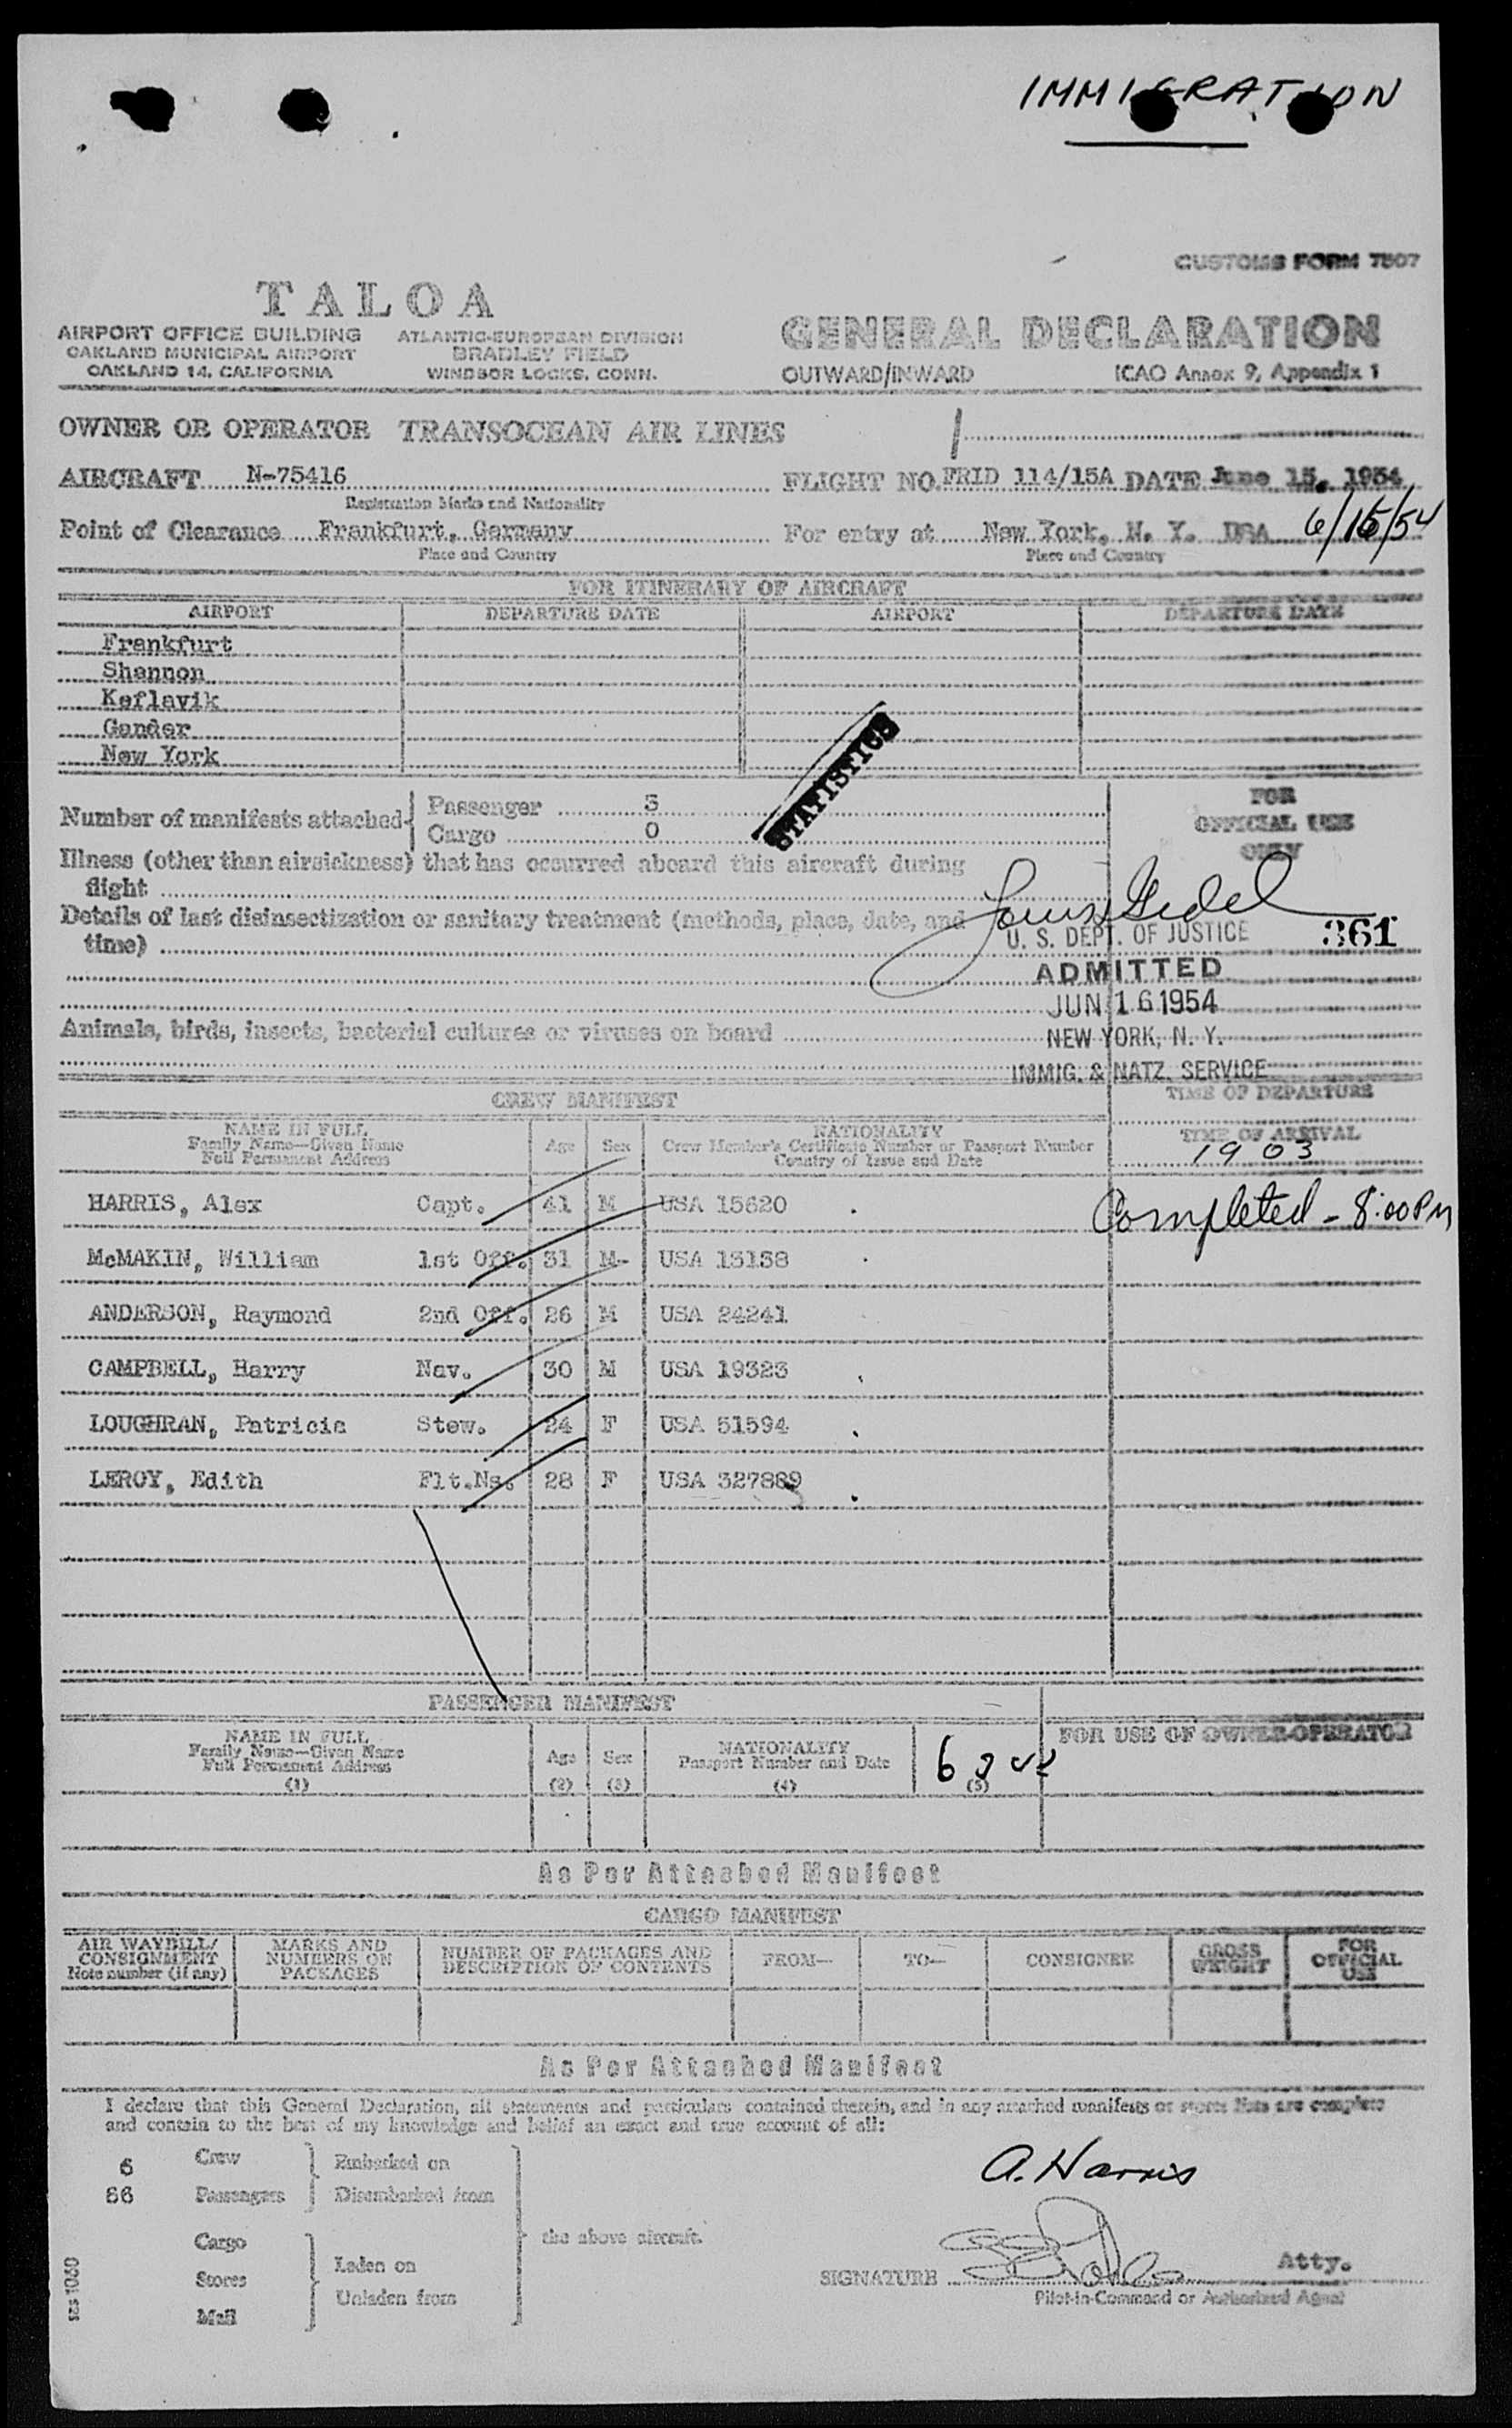 IMMIGRATION
CUSTOMS FORM 7507
TALOA
AIRPORT OFFICE BUILDING
OAKLAND MUNICIPAL AIRPORT
OAKLAND 14, CALIFORNIA
ATLANTIC-EUROPEAN DIVISION
BRADLEY FIELD
WINDSOR LOCKS, CONN.
GENERAL DECLARATION
OUTWARD/INWARD ICAO Annex 9, Appendix 1
OWNER OR OPERATOR TRANSOCEAN AIR LINES
AIRCRAFT N-75416 FLIGHT NO. FRID 114/15A DATE June 15, 1954
Registration Marks and Nationality
Point of Clearance Frankfurt, Germany For entry at New York, N. Y. USA 6/16/54
Place and Country Place and Country
FOR ITINERARY OF AIRCRAFT
AIRPORT DEPARTURE DATE AIRPORT DEPARTURE DATE
Frankfurt
Shannon
Keflavik
Gander
New York
STATISTICS
Number of manifests attached Passenger 3
Cargo 0
FOR
OFFICIAL USE
ONLY
Illness (other than airsickness) that has occurred aboard this aircraft during
flight
Details of last disinsectization or sanitary treatment (methods, place, date, and
time)
U. S. DEPT. OF JUSTICE 361
ADMITTED
JUN 16 1954
NEW YORK, N. Y.
IMMIG. & NATZ. SERVICE
Animals, birds, insects, bacterial cultures or viruses on board
CREW MANIFEST
TIME OF DEPARTURE
NAME IN FULL
Family Name—Given Name
Full Permanent Address
Age Sex
NATIONALITY
Crew Member's Certificate Number or Passport Number
Country of Issue and Date
TIME OF ARRIVAL
1903
HARRIS, Alex Capt. 41 M USA 15620
Completed - 8:00 PM
McMAKIN, William 1st Off. 31 M- USA 13138
ANDERSON, Raymond 2nd Off. 26 M USA 24241
CAMPBELL, Harry Nav. 30 M USA 19323
LOUGHRAN, Patricia Stew. 24 F USA 51594
LEROY, Edith Flt.Ns. 28 F USA 327889
PASSENGER MANIFEST
NAME IN FULL
Family Name—Given Name
Full Permanent Address
(1)
Age
(2)
Sex
(3)
NATIONALITY
Passport Number and Date
(4)
(5)
FOR USE OF OWNER-OPERATOR
As Per Attached Manifest
CARGO MANIFEST
AIR WAYBILL/
CONSIGNMENT
Note number (if any)
MARKS AND
NUMBERS ON
PACKAGES
NUMBER OF PACKAGES AND
DESCRIPTION OF CONTENTS
FROM—
TO—
CONSIGNEE
GROSS
WEIGHT
FOR
OFFICIAL
USE
As Per Attached Manifest
I declare that this General Declaration, all statements and particulars contained therein, and in any attached manifests or stores lists are complete
and contain to the best of my knowledge and belief an exact and true account of all:
6 Crew Embarked on
66 Passengers Disembarked from
Cargo
Stores
Mail
Laden on
Unladen from
the above aircraft.
A. Harris
SIGNATURE Atty.
Pilot-in-Command or Authorized Agent